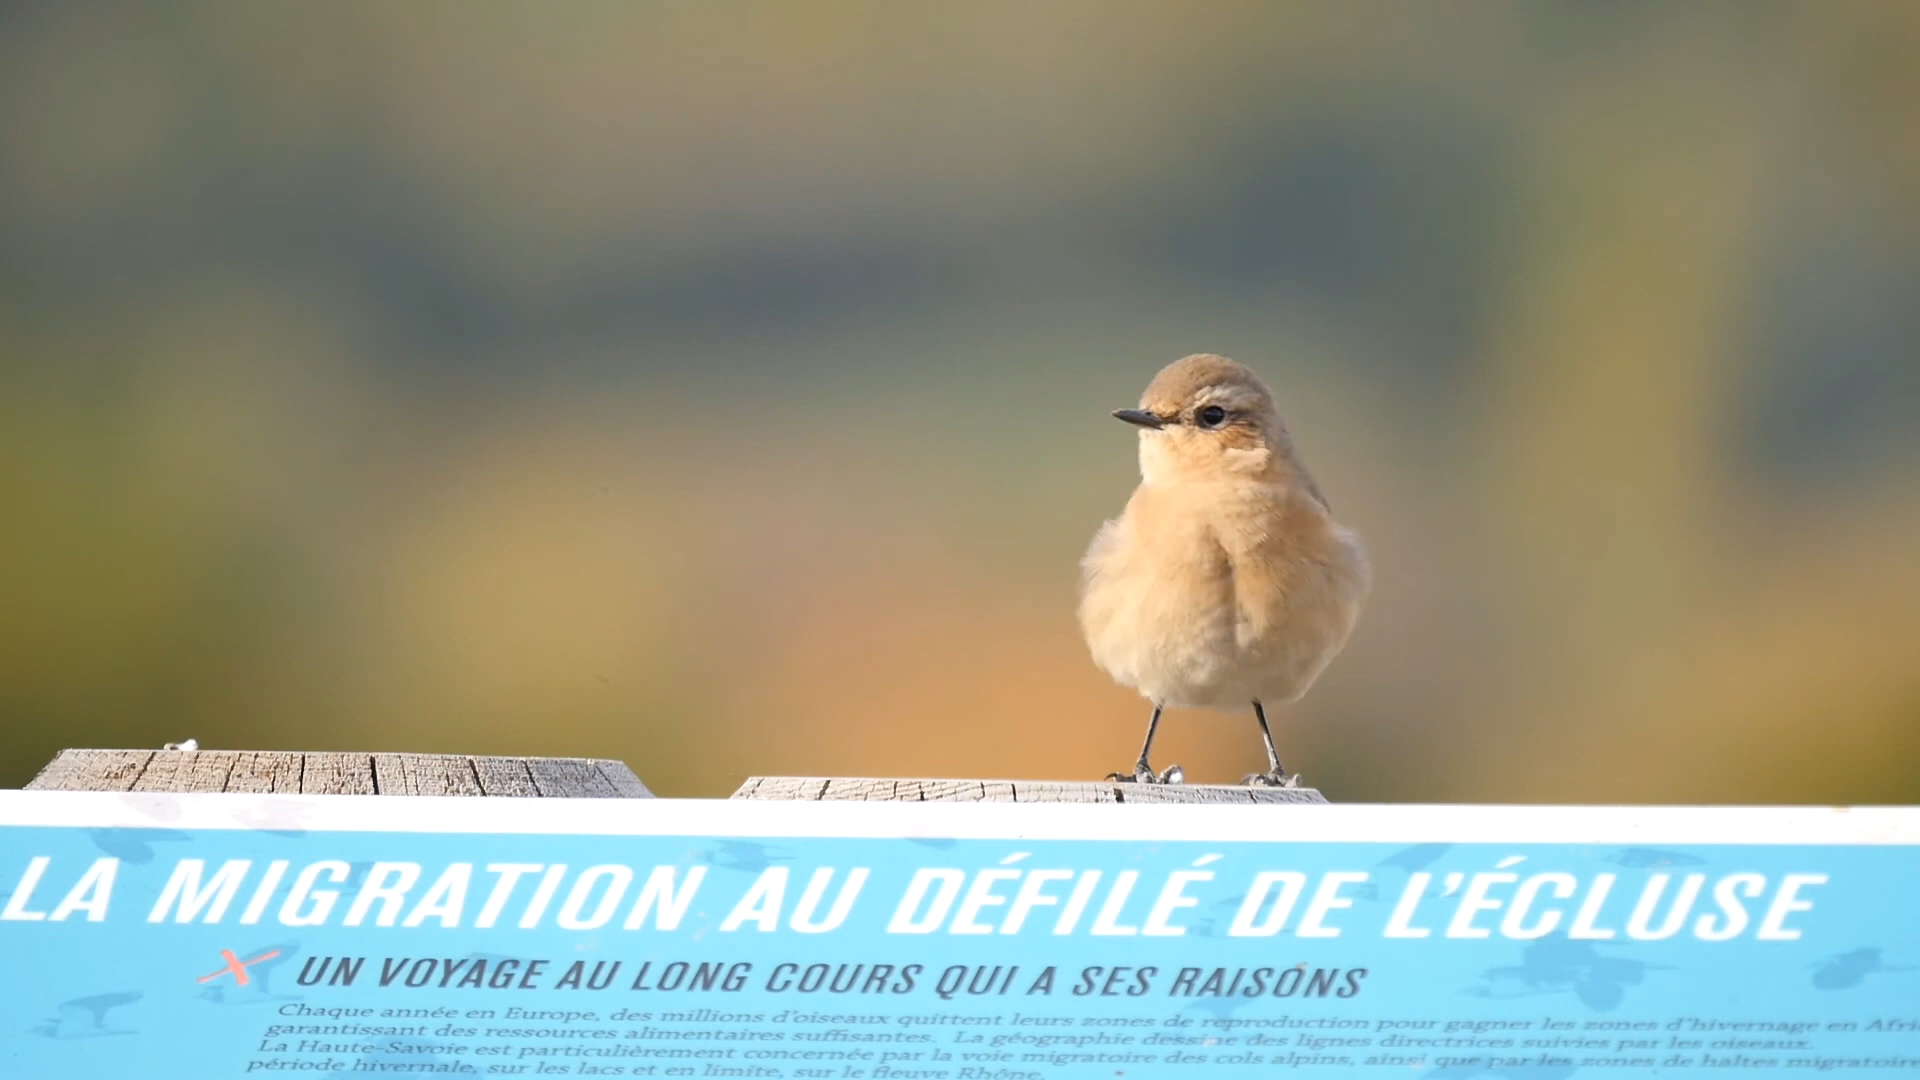 LA MIGRATION AU DÉFILÉ DE L'ÉCLUSE
UN VOYAGE AU LONG COURS QUI A SES RAISONS
Chaque année en Europe, des millions d'oiseaux quittent leurs zones de reproduction pour gagner les zones d'hivernage en Afri
garantissant des ressources alimentaires suffisantes. La géographie dessine des lignes directrices suivies par les oiseaux.
La Haute-Savoie est particulièrement concernée par la voie migratoire des cols alpins, ainsi que par les zones de haltes migratoire
période hivernale, sur les lacs et en limite, sur le fleuve Rhône.